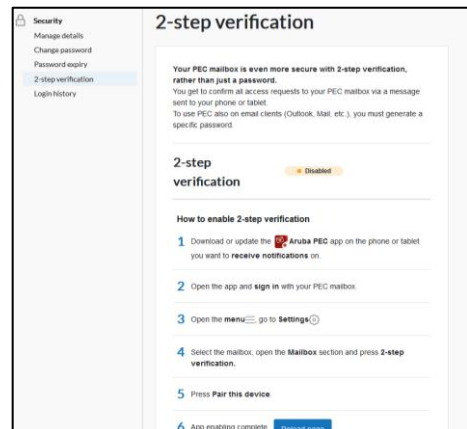 Security
Manage details
Change password
Password expiry
2-step verification
Login history
2-step verification
Your PEC mailbox is even more secure with 2-step verification,
rather than just a password.
You get to confirm all access requests to your PEC mailbox via a message
sent to your phone or tablet.
To use PEC also on email clients (Outlook, Mail, etc.), you must generate a
specific password.
2-step
verification
Disabled
How to enable 2-step verification
1 Download or update the Aruba PEC app on the phone or tablet
you want to receive notifications on.
2 Open the app and sign in with your PEC mailbox.
3 Open the menu, go to Settings
4 Select the mailbox, open the Mailbox section and press 2-step
verification.
5 Press Pair this device.
6 App enabling complete. Reload page